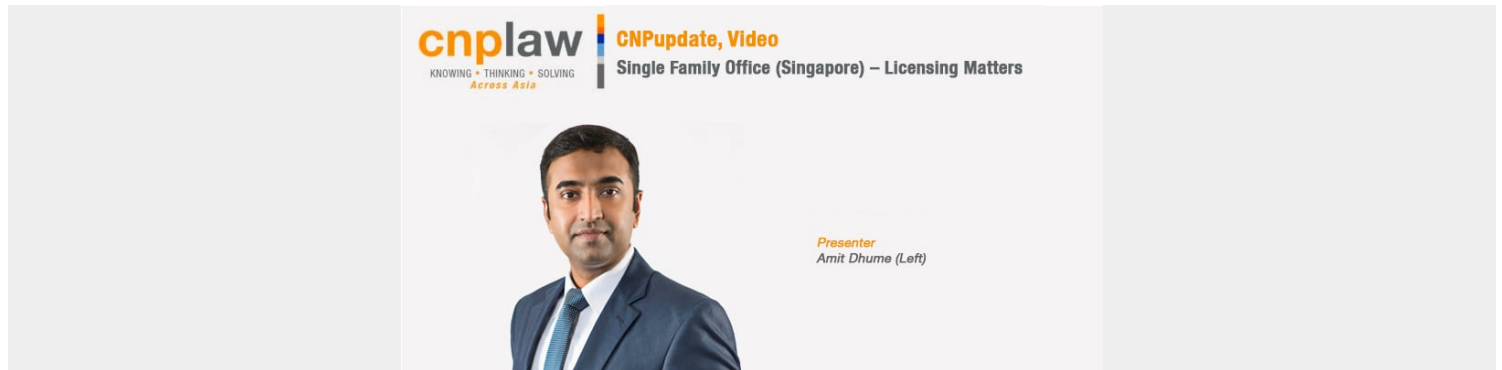 cnplaw
KNOWING • THINKING • SOLVING
Across Asia
CNPupdate, Video
Single Family Office (Singapore) – Licensing Matters
Presenter
Amit Dhume (Left)